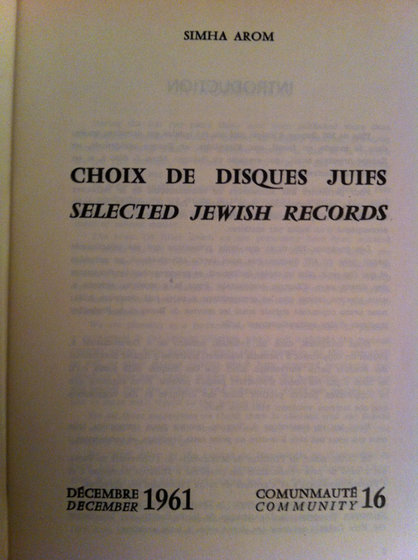 SIMHA AROM
CHOIX DE DISQUES JUIFS
SELECTED JEWISH RECORDS
DÉCEMBRE 1961 COMUNMAUTÉ 16
DECEMBER COMMUNITY